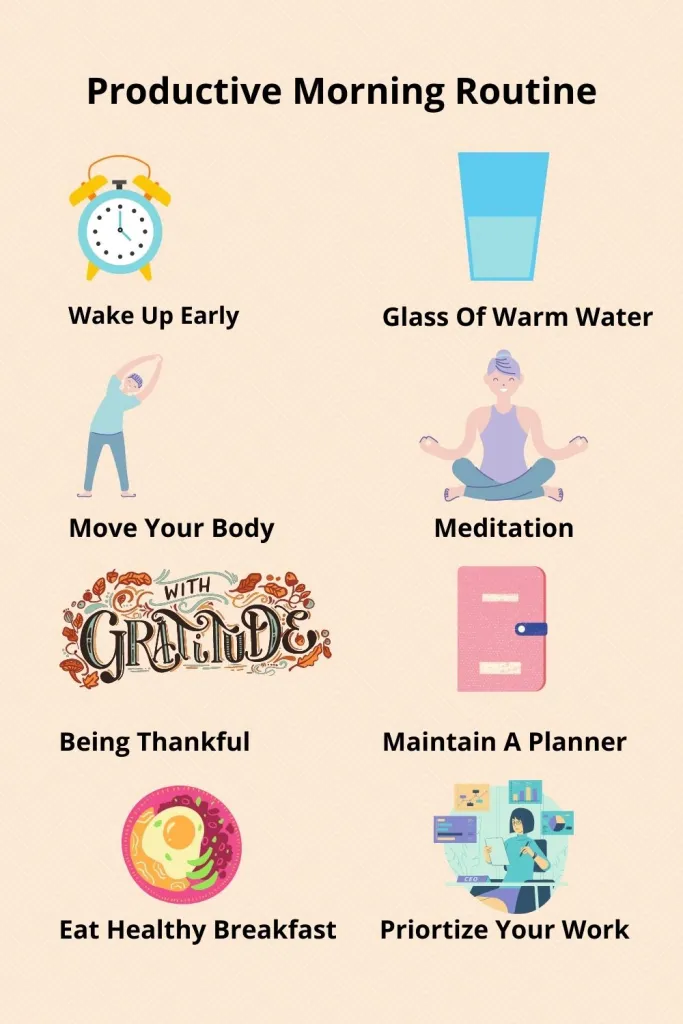 Productive Morning Routine
Wake Up Early
Glass Of Warm Water
Move Your Body
Meditation
WITH
GRATiTUDE
Being Thankful
Maintain A Planner
CEO
Eat Healthy Breakfast
Priortize Your Work